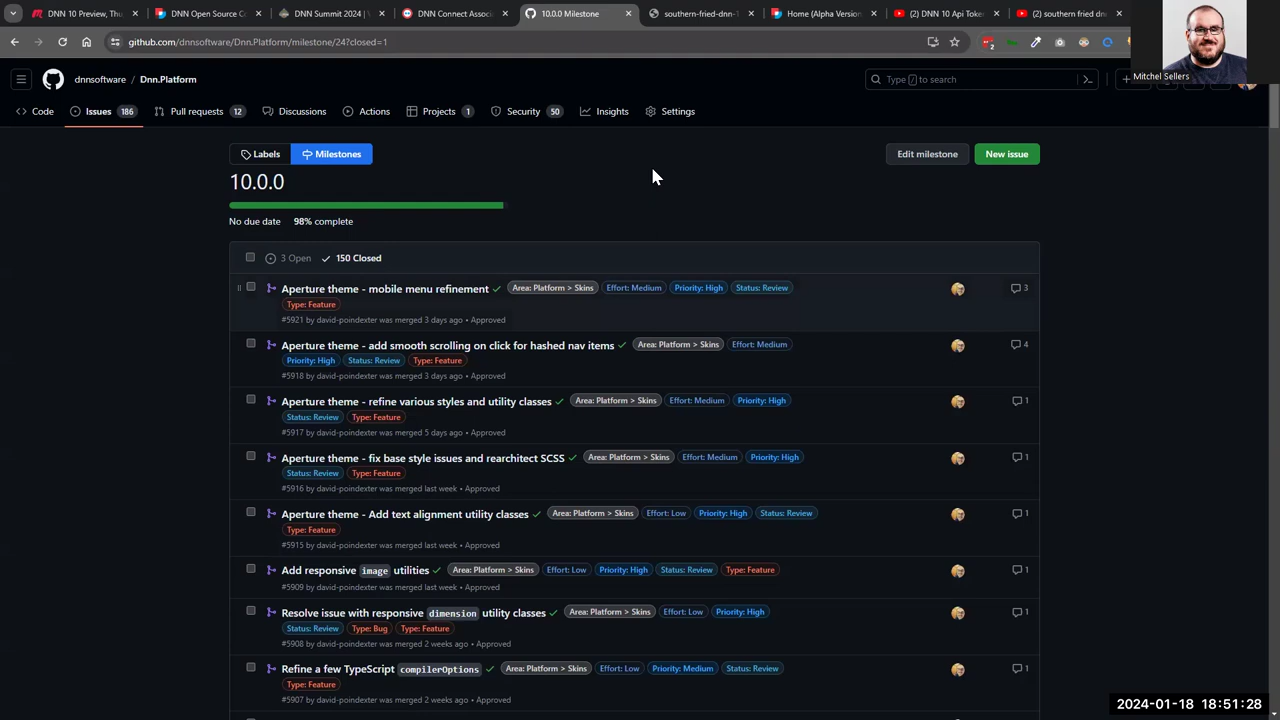 DNN 10 Preview, Thu
DNN Open Source C
DNN Summit 2024 | V
DNN Connect Assoc
10.0.0 Milestone
southern-fried-dnn-1
Home (Alpha Version
(2) DNN 10 Api Token
(2) southern fried dn
github.com/dnnsoftware/Dnn.Platform/milestone/24?closed=1
2
Mitchel Sellers
dnnsoftware / Dnn.Platform
Type / to search
Code
Issues 186
Pull requests 12
Discussions
Actions
Projects 1
Security 50
Insights
Settings
Labels
Milestones
Edit milestone
New issue
10.0.0
No due date 98% complete
3 Open 150 Closed
Aperture theme - mobile menu refinement Area: Platform > Skins Effort: Medium Priority: High Status: Review 3
Type: Feature
#5921 by david-poindexter was merged 3 days ago • Approved
Aperture theme - add smooth scrolling on click for hashed nav items Area: Platform > Skins Effort: Medium 4
Priority: High Status: Review Type: Feature
#5918 by david-poindexter was merged 3 days ago • Approved
Aperture theme - refine various styles and utility classes Area: Platform > Skins Effort: Medium Priority: High 1
Status: Review Type: Feature
#5917 by david-poindexter was merged 5 days ago • Approved
Aperture theme - fix base style issues and rearchitect SCSS Area: Platform > Skins Effort: Medium Priority: High 1
Status: Review Type: Feature
#5916 by david-poindexter was merged last week • Approved
Aperture theme - Add text alignment utility classes Area: Platform > Skins Effort: Low Priority: High Status: Review 1
Type: Feature
#5915 by david-poindexter was merged last week • Approved
Add responsive image utilities Area: Platform > Skins Effort: Low Priority: High Status: Review Type: Feature 1
#5909 by david-poindexter was merged last week • Approved
Resolve issue with responsive dimension utility classes Area: Platform > Skins Effort: Low Priority: High 1
Status: Review Type: Bug Type: Feature
#5908 by david-poindexter was merged 2 weeks ago • Approved
Refine a few TypeScript compilerOptions Area: Platform > Skins Effort: Low Priority: Medium Status: Review 1
Type: Feature
#5907 by david-poindexter was merged 2 weeks ago • Approved
2024-01-18 18:51:28